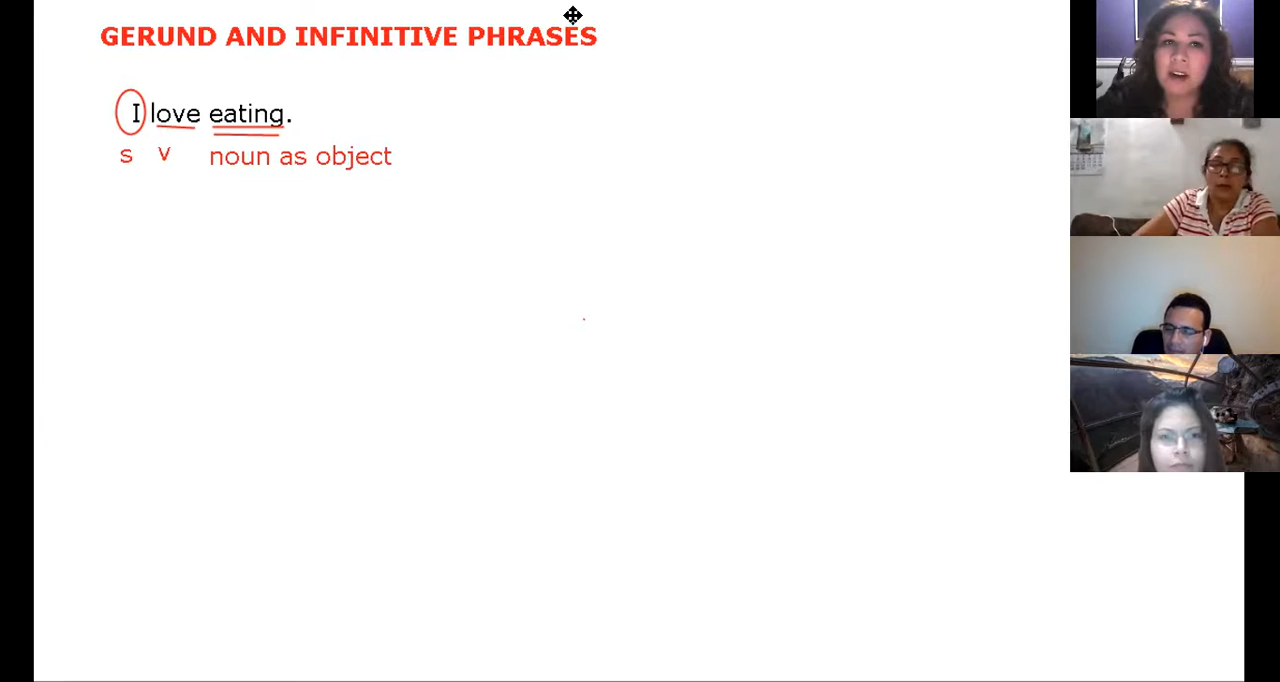 GERUND AND INFINITIVE PHRASES
I love eating.
s v noun as object